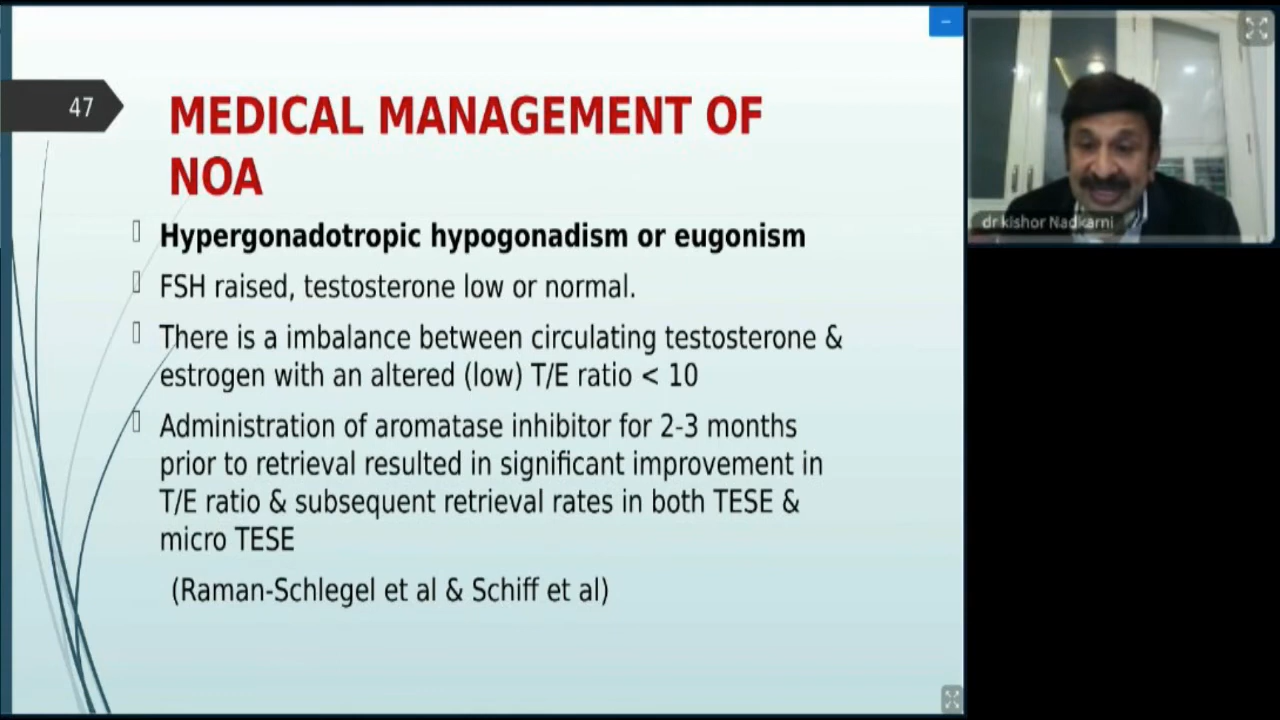 47
MEDICAL MANAGEMENT OF
NOA
Hypergonadotropic hypogonadism or eugonism
FSH raised, testosterone low or normal.
There is a imbalance between circulating testosterone &
estrogen with an altered (low) T/E ratio < 10
Administration of aromatase inhibitor for 2-3 months
prior to retrieval resulted in significant improvement in
T/E ratio & subsequent retrieval rates in both TESE &
micro TESE
(Raman-Schlegel et al & Schiff et al)
dr kishor Nadkarni